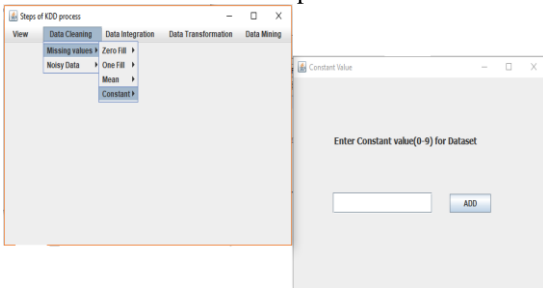 Steps of KDD process
View Data Cleaning Data Integration Data Transformation Data Mining
Missing values Zero Fill
Noisy Data One Fill
Mean
Constant
Constant Value
Enter Constant value(0-9) for Dataset
ADD